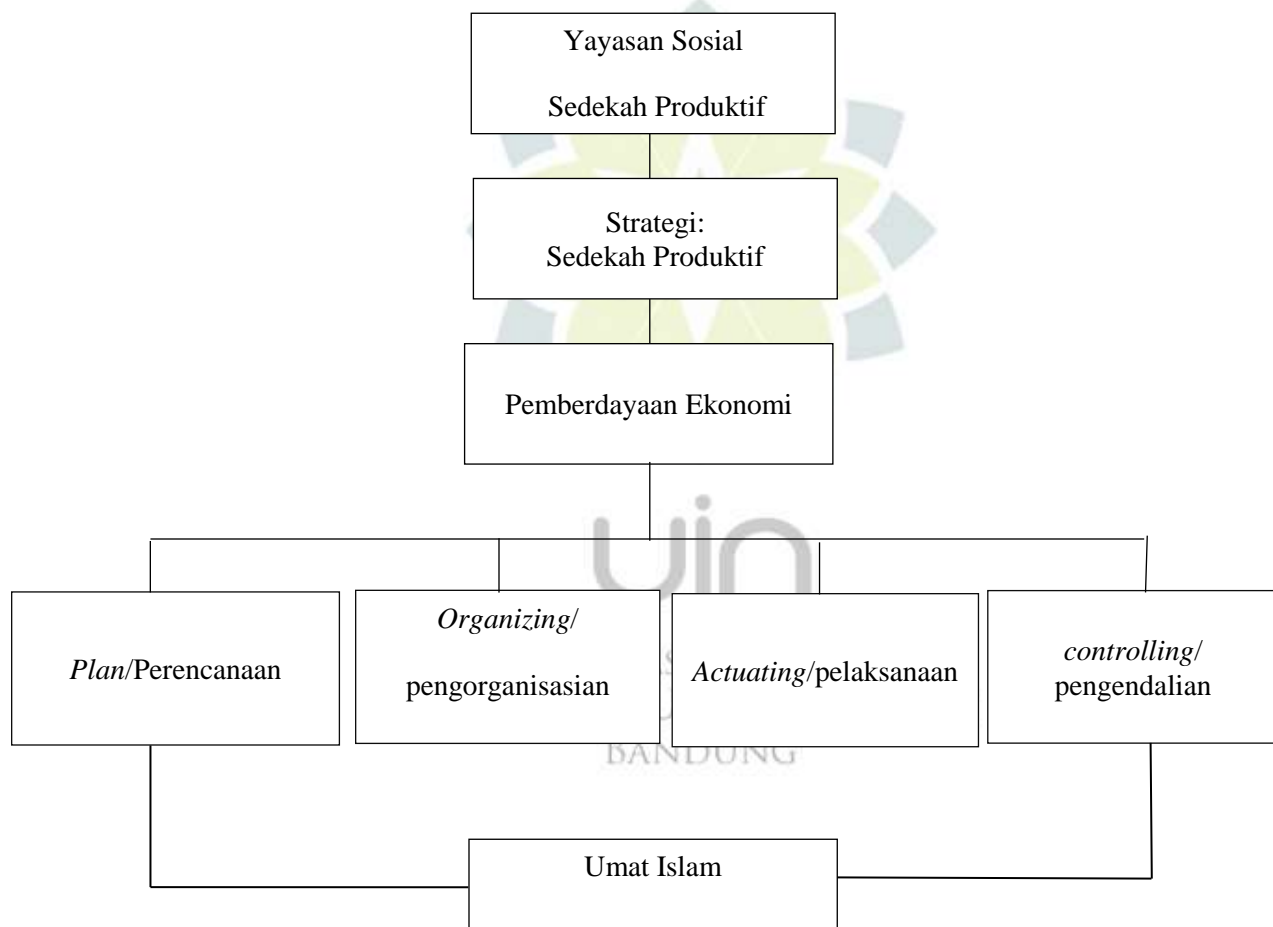 Yayasan Sosial
Sedekah Produktif
Strategi:
Sedekah Produktif
Pemberdayaan Ekonomi
uin
Plan/Perencanaan
Organizing/
pengorganisasian
Actuating/pelaksanaan
controlling/
pengendalian
BANDUNG
Umat Islam